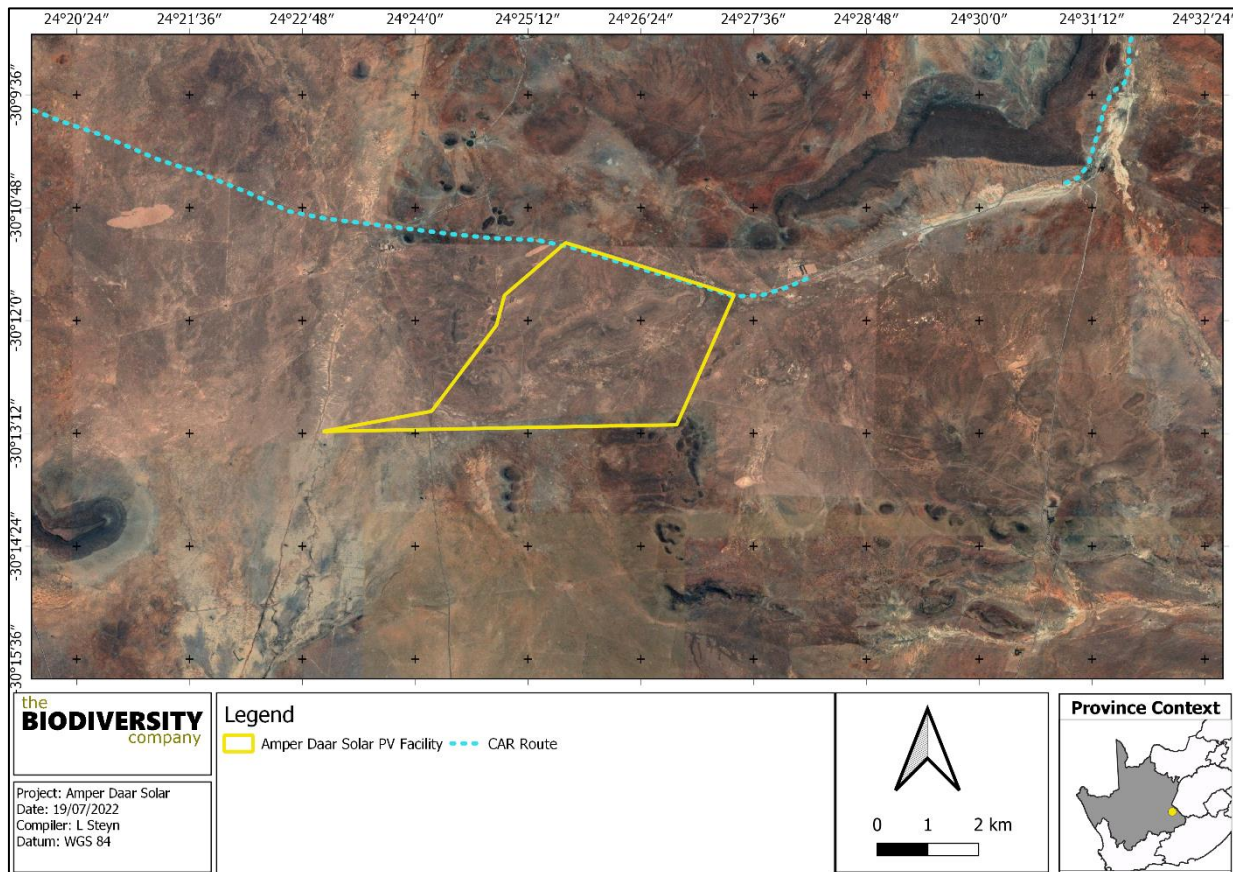 24°20′24″ 24°21′36″ 24°22′48″ 24°24′0″ 24°25′12″ 24°26′24″ 24°27′36″ 24°28′48″ 24°30′0″ 24°31′12″ 24°32′24″
-30°9′36″
-30°10′48″
-30°12′0″
-30°13′12″
-30°14′24″
-30°15′36″
the
BIODIVERSITY
company
Project: Amper Daar Solar
Date: 19/07/2022
Compiler: L Steyn
Datum: WGS 84
Legend
Amper Daar Solar PV Facility CAR Route
0 1 2 km
Province Context